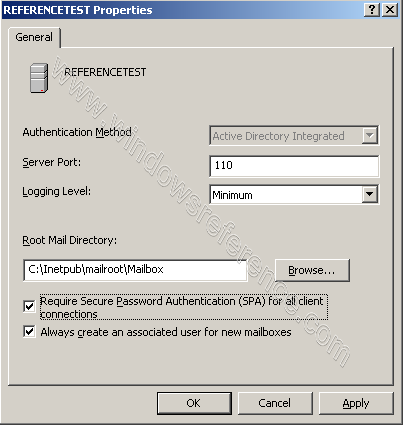 REFERENCETEST Properties
General
REFERENCETEST
Authentication Method
Active Directory Integrated
Server Port:
110
Logging Level:
Minimum
Root Mail Directory:
C:\Inetpub\mailroot\Mailbox
Browse...
Require Secure Password Authentication (SPA) for all client
connections
Always create an associated user for new mailboxes
OK
Cancel
Apply
www.windowsreference.com